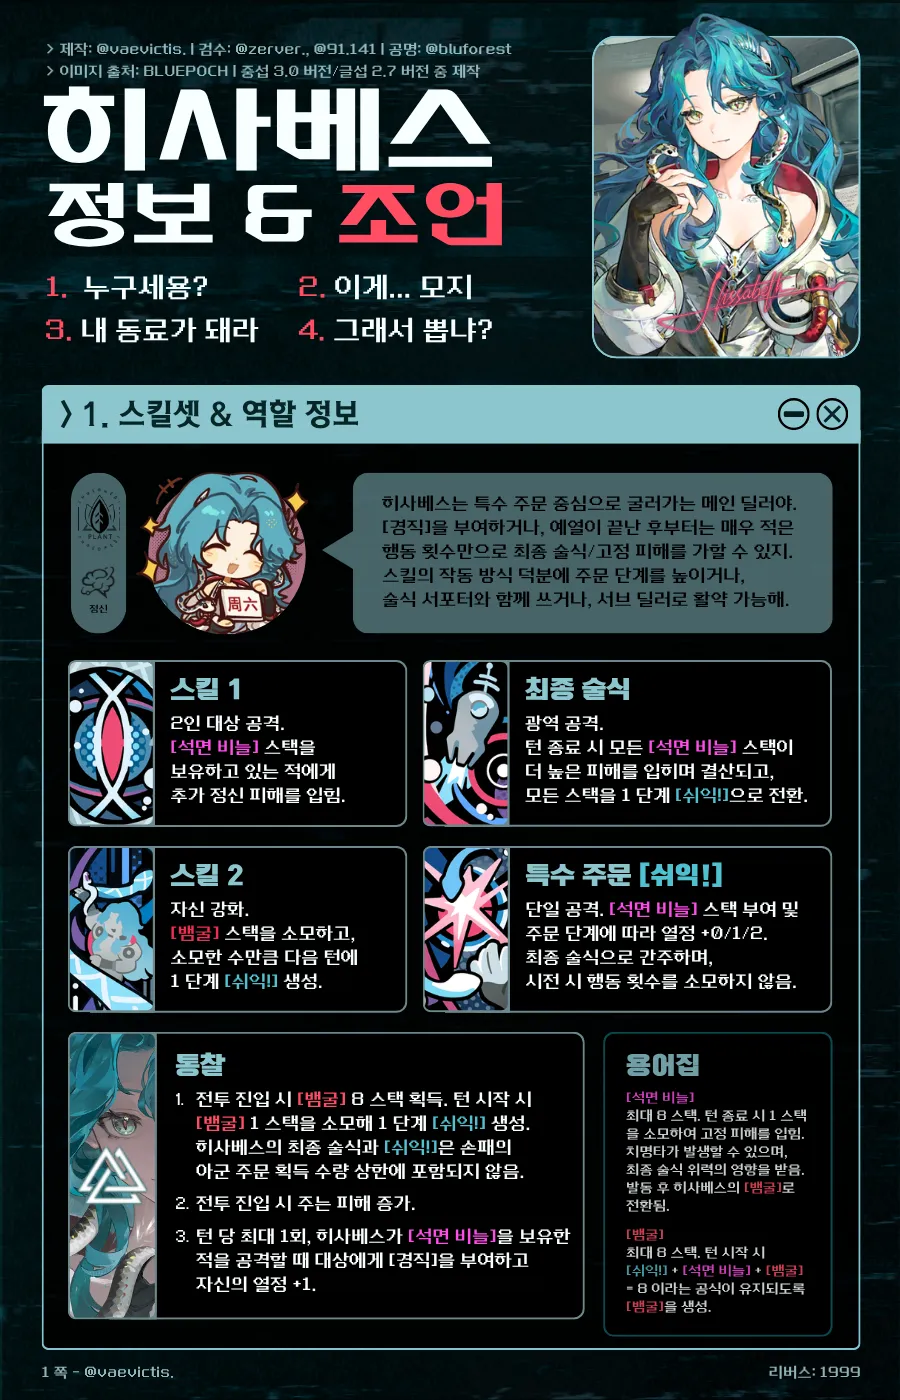 > 제작: @vaevictis. | 검수: @zerver., @91.141 | 공명: @bluforest
> 이미지 출처: BLUEPOCH | 중섭 3.0 버전/글섭 2.7 버전 중 제작
히사베스
정보 & 조언
1. 누구세용?
2. 이게... 모지
3. 내 동료가 돼라
4. 그래서 뽑냐?
Hissabeth
> 1. 스킬셋 & 역할 정보
PLANT
정신
周六
히사베스는 특수 주문 중심으로 굴러가는 메인 딜러야.
[경직]을 부여하거나, 예열이 끝난 후부터는 매우 적은
행동 횟수만으로 최종 술식/고정 피해를 가할 수 있지.
스킬의 작동 방식 덕분에 주문 단계를 높이거나,
술식 서포터와 함께 쓰거나, 서브 딜러로 활약 가능해.
스킬 1
2인 대상 공격.
[석면 비늘] 스택을
보유하고 있는 적에게
추가 정신 피해를 입힘.
최종 술식
광역 공격.
턴 종료 시 모든 [석면 비늘] 스택이
더 높은 피해를 입히며 결산되고,
모든 스택을 1 단계 [쉬익!]으로 전환.
스킬 2
자신 강화.
[뱀굴] 스택을 소모하고,
소모한 수만큼 다음 턴에
1 단계 [쉬익!] 생성.
특수 주문 [쉬익!]
단일 공격. [석면 비늘] 스택 부여 및
주문 단계에 따라 열정 +0/1/2.
최종 술식으로 간주하며,
시전 시 행동 횟수를 소모하지 않음.
통찰
1. 전투 진입 시 [뱀굴] 8 스택 획득. 턴 시작 시
[뱀굴] 1 스택을 소모해 1 단계 [쉬익!] 생성.
히사베스의 최종 술식과 [쉬익!]은 손패의
아군 주문 획득 수량 상한에 포함되지 않음.
2. 전투 진입 시 주는 피해 증가.
3. 턴 당 최대 1회, 히사베스가 [석면 비늘]을 보유한
적을 공격할 때 대상에게 [경직]을 부여하고
자신의 열정 +1.
용어집
[석면 비늘]
최대 8 스택. 턴 종료 시 1 스택
을 소모하여 고정 피해를 입힘.
치명타가 발생할 수 있으며,
최종 술식 위력의 영향을 받음.
발동 후 히사베스의 [뱀굴]로
전환됨.
[뱀굴]
최대 8 스택. 턴 시작 시
[쉬익!] + [석면 비늘] + [뱀굴]
= 8 이라는 공식이 유지되도록
[뱀굴]을 생성.
1 쪽 - @vaevictis.
리버스: 1999